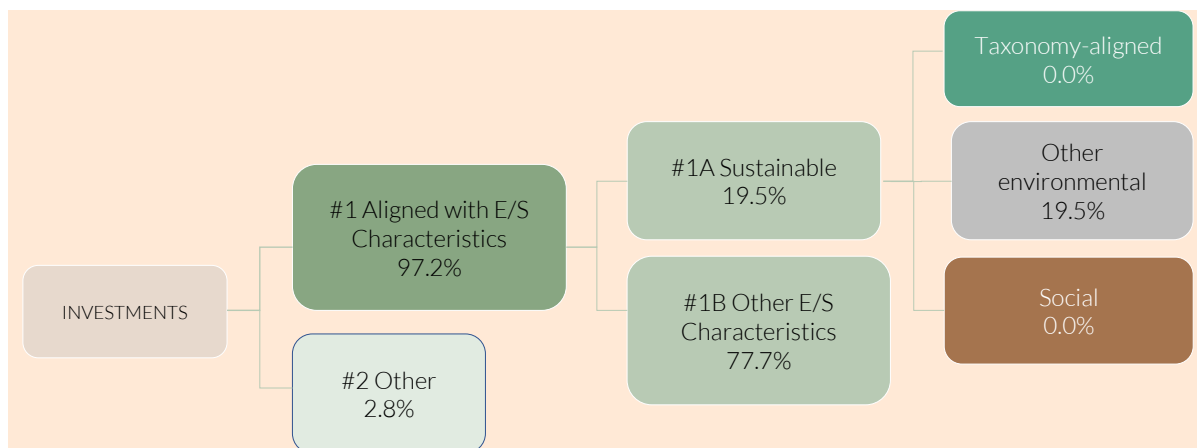 INVESTMENTS
#1 Aligned with E/S
Characteristics
97.2%
#2 Other
2.8%
#1A Sustainable
19.5%
#1B Other E/S
Characteristics
77.7%
Taxonomy-aligned
0.0%
Other
environmental
19.5%
Social
0.0%